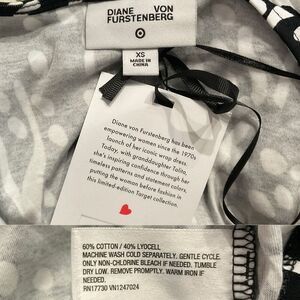 DIANE VON
FURSTENBERG
XS
MADE IN
CHINA
Diane von Furstenberg has been
empowering women since the 1970s
launch of her iconic wrap dress.
Today, with granddaughter Talita,
she's inspiring confidence through her
timeless patterns and statement colors,
putting the woman before fashion in
this limited-edition Target collection.
60% COTTON / 40% LYOCELL
MACHINE WASH COLD SEPARATELY. GENTLE CYCLE.
ONLY NON-CHLORINE BLEACH IF NEEDED. TUMBLE
DRY LOW. REMOVE PROMPTLY. WARM IRON IF
NEEDED.
RN17730 VN1247024